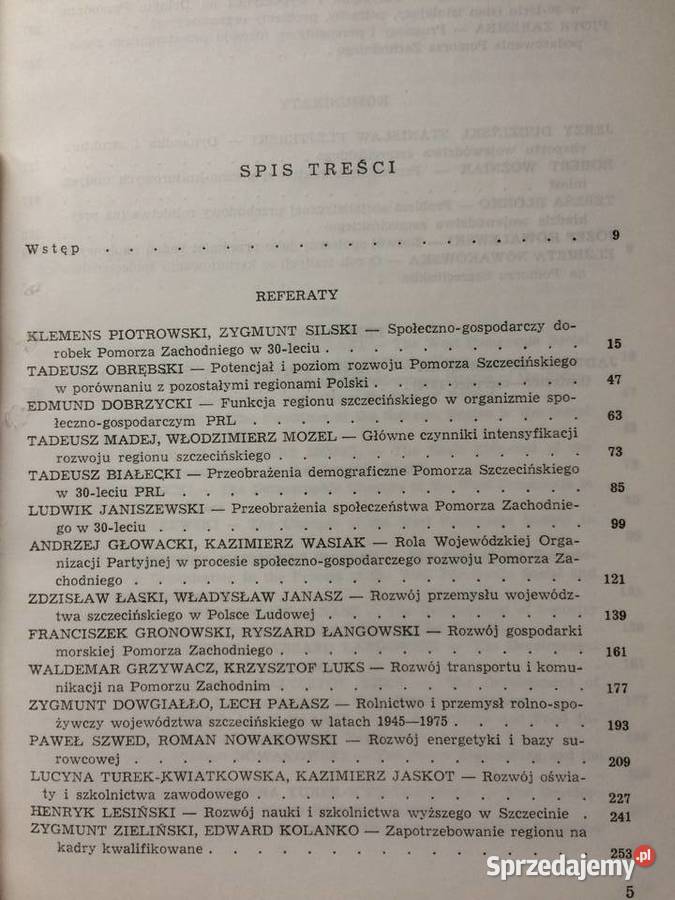 SPIS TREŚCI
Wstęp . . . . . . . . . . . . . . . . . 9
REFERATY
KLEMENS PIOTROWSKI, ZYGMUNT SILSKI — Społeczno-gospodarczy do-
robek Pomorza Zachodniego w 30-leciu . . . . . . . . . . 15
TADEUSZ OBRĘBSKI — Potencjał i poziom rozwoju Pomorza Szczecińskiego
w porównaniu z pozostałymi regionami Polski . . . . . . . . 47
EDMUND DOBRZYCKI — Funkcja regionu szczecińskiego w organizmie spo-
łeczno-gospodarczym PRL . . . . . . . . . . . . 63
TADEUSZ MADEJ, WŁODZIMIERZ MOZEL — Główne czynniki intensyfikacji
rozwoju regionu szczecińskiego . . . . . . . . . . . 73
TADEUSZ BIAŁECKI — Przeobrażenia demograficzne Pomorza Szczecińskiego
w 30-leciu PRL . . . . . . . . . . . . . . 85
LUDWIK JANISZEWSKI — Przeobrażenia społeczeństwa Pomorza Zachodnie-
go w 30-leciu . . . . . . . . . . . . . . . 99
ANDRZEJ GŁOWACKI, KAZIMIERZ WASIAK — Rola Wojewódzkiej Orga-
nizacji Partyjnej w procesie społeczno-gospodarczego rozwoju Pomorza Za-
chodniego . . . . . . . . . . . . . . . . 121
ZDZISŁAW ŁASKI, WŁADYSŁAW JANASZ — Rozwój przemysłu wojewódz-
twa szczecińskiego w Polsce Ludowej . . . . . . . . . 139
FRANCISZEK GRONOWSKI, RYSZARD ŁANGOWSKI — Rozwój gospodarki
morskiej Pomorza Zachodniego . . . . . . . . . . . 161
WALDEMAR GRZYWACZ, KRZYSZTOF LUKS — Rozwój transportu i komu-
nikacji na Pomorzu Zachodnim . . . . . . . . . . . 177
ZYGMUNT DOWGIAŁŁO, LECH PAŁASZ — Rolnictwo i przemysł rolno-spo-
żywczy województwa szczecińskiego w latach 1945—1975 . . . . . 193
PAWEŁ SZWED, ROMAN NOWAKOWSKI — Rozwój energetyki i bazy su-
rowcowej . . . . . . . . . . . . . . . . 209
LUCYNA TUREK-KWIATKOWSKA, KAZIMIERZ JASKOT — Rozwój oświa-
ty i szkolnictwa zawodowego . . . . . . . . . . . . 227
HENRYK LESIŃSKI — Rozwój nauki i szkolnictwa wyższego w Szczecinie . 241
ZYGMUNT ZIELIŃSKI, EDWARD KOLANKO — Zapotrzebowanie regionu na
kadry kwalifikowane . . . . . . . . . . . . . 253
Sprzedajemy.pl
5